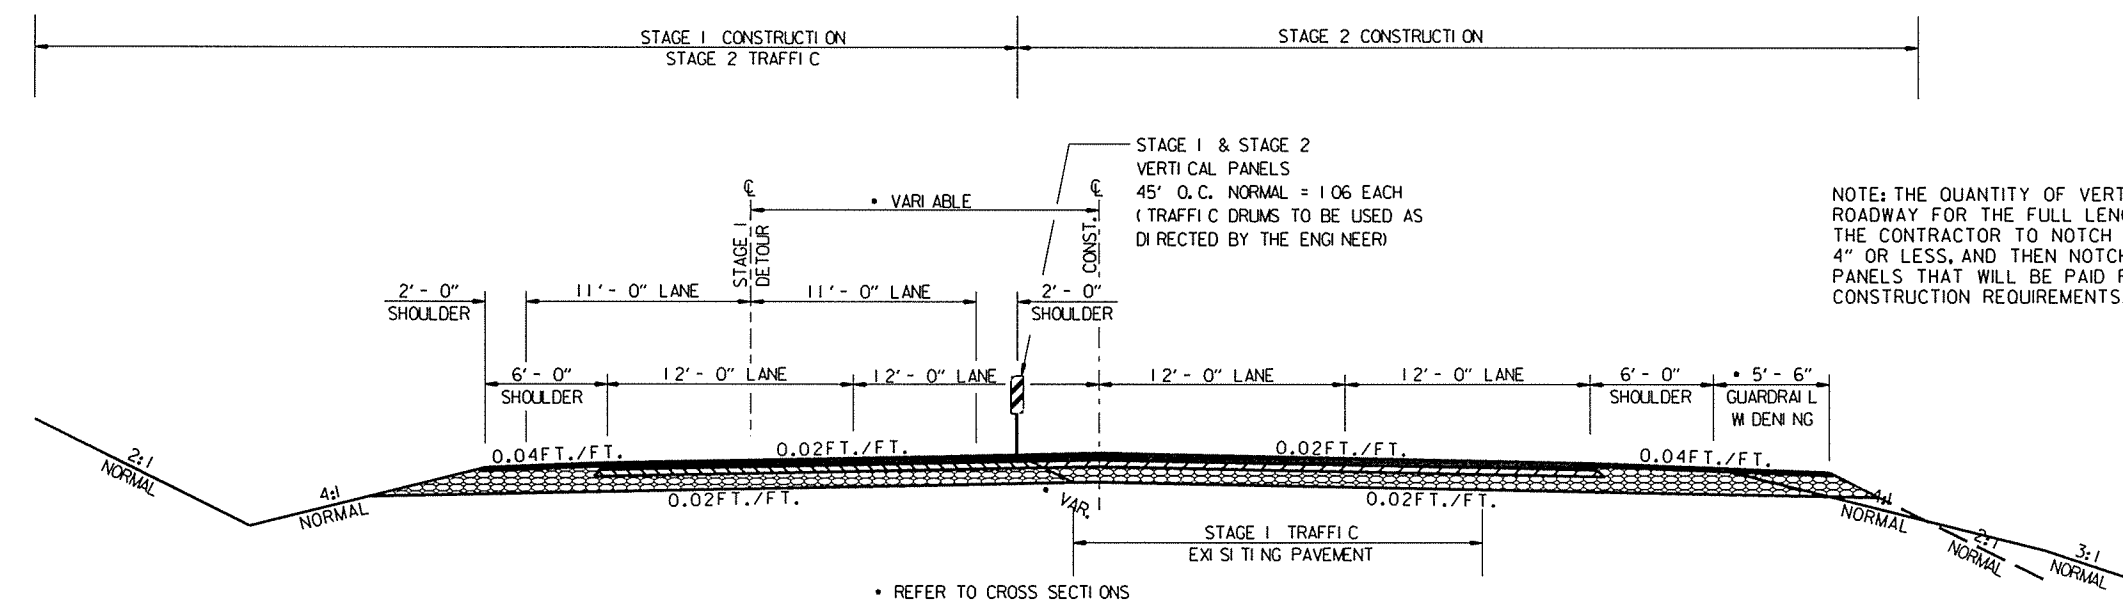 STAGE 1 CONSTRUCTION
STAGE 2 TRAFFIC
STAGE 2 CONSTRUCTION
STAGE 1 & STAGE 2
VERTICAL PANELS
45' O.C. NORMAL = 106 EACH
(TRAFFIC DRUMS TO BE USED AS
DIRECTED BY THE ENGINEER)
NOTE: THE QUANTITY OF VERT
ROADWAY FOR THE FULL LEN
THE CONTRACTOR TO NOTCH
4" OR LESS, AND THEN NOTCH
PANELS THAT WILL BE PAID F
CONSTRUCTION REQUIREMENTS.
℄
• VARIABLE
℄
STAGE 1
DETOUR
CONST.
2'-0"
SHOULDER
11'-0" LANE
11'-0" LANE
2'-0"
SHOULDER
6'-0"
SHOULDER
12'-0" LANE
12'-0" LANE
12'-0" LANE
12'-0" LANE
6'-0"
SHOULDER
• 5'-6"
GUARDRAIL
WIDENING
2:1
NORMAL
4:1
NORMAL
0.04FT./FT.
0.02FT./FT.
0.02FT./FT.
0.04FT./FT.
0.02FT./FT.
• VAR.
0.02FT./FT.
4:1
NORMAL
2:1
NORMAL
3:1
NORMAL
STAGE 1 TRAFFIC
EXISITING PAVEMENT
• REFER TO CROSS SECTIONS